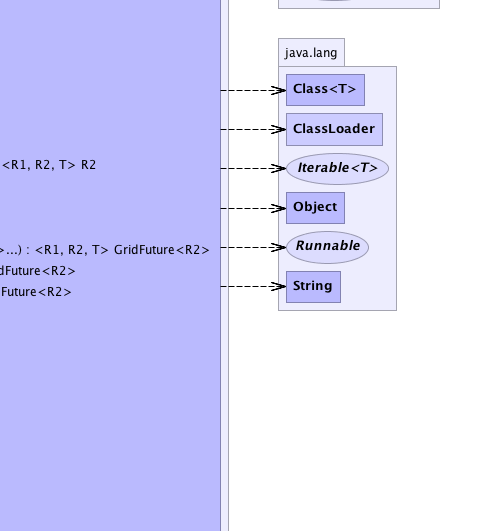 java.lang
Class<T>
ClassLoader
Iterable<T>
<R1, R2, T> R2
Object
Runnable
>...) : <R1, R2, T> GridFuture<R2>
dFuture<R2>
Future<R2>
String